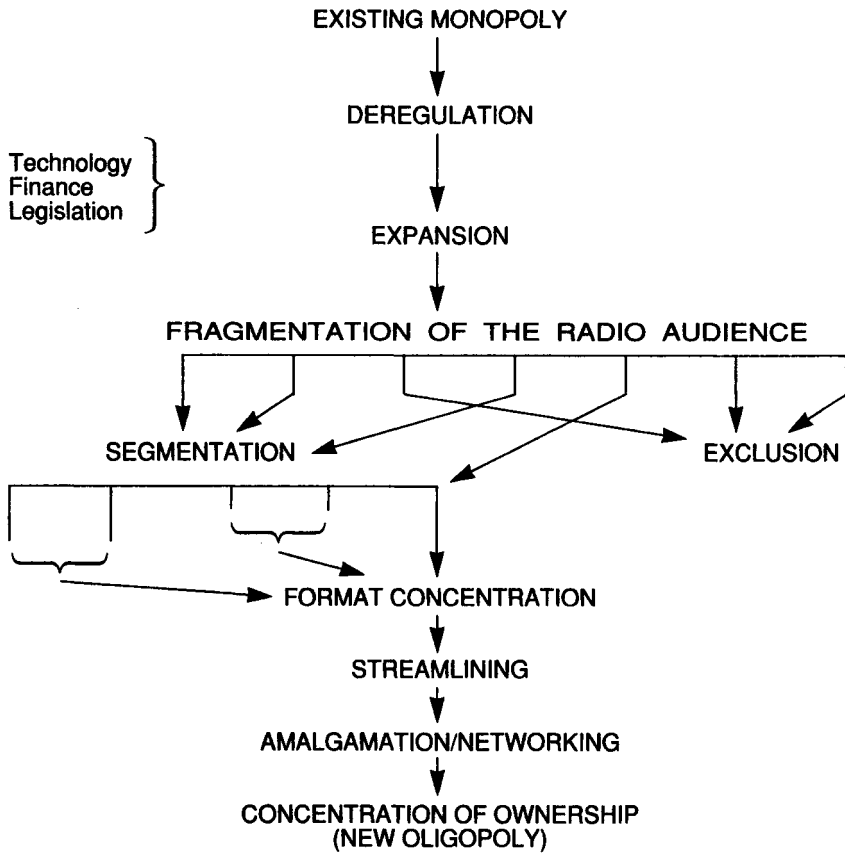 EXISTING MONOPOLY
DEREGULATION
Technology
Finance
Legislation
EXPANSION
FRAGMENTATION OF THE RADIO AUDIENCE
SEGMENTATION
EXCLUSION
FORMAT CONCENTRATION
STREAMLINING
AMALGAMATION/NETWORKING
CONCENTRATION OF OWNERSHIP
(NEW OLIGOPOLY)